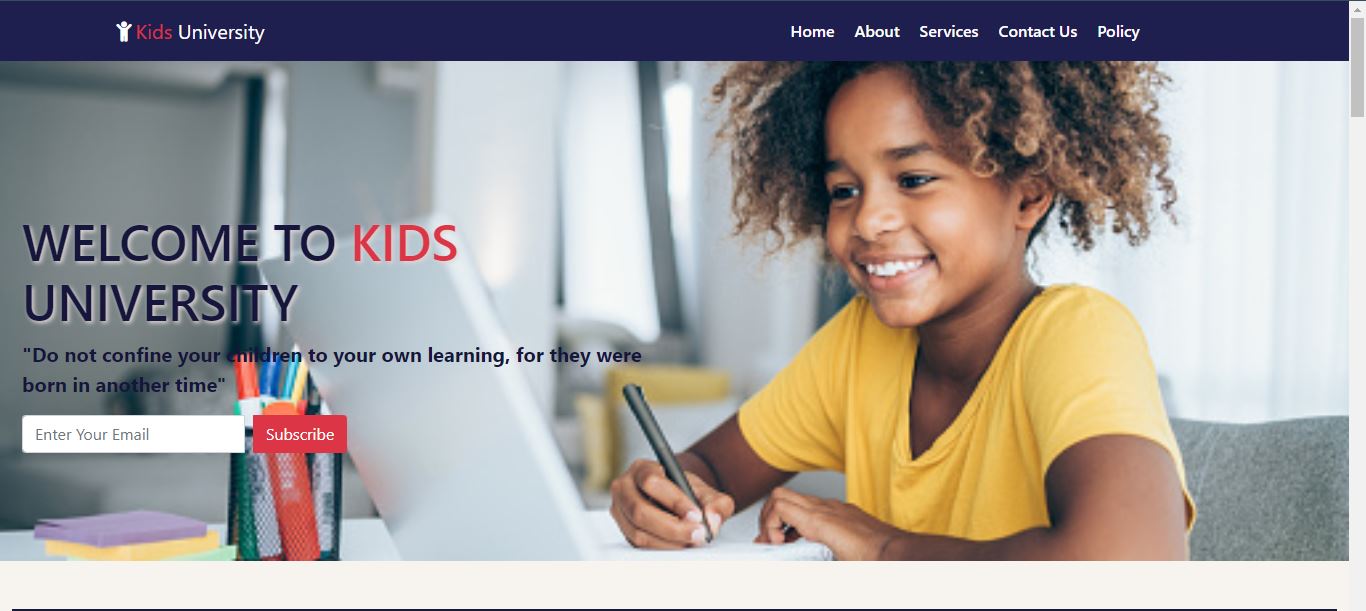 Kids University
Home About Services Contact Us Policy
WELCOME TO KIDS
UNIVERSITY
"Do not confine your children to your own learning, for they were
born in another time"
Enter Your Email Subscribe